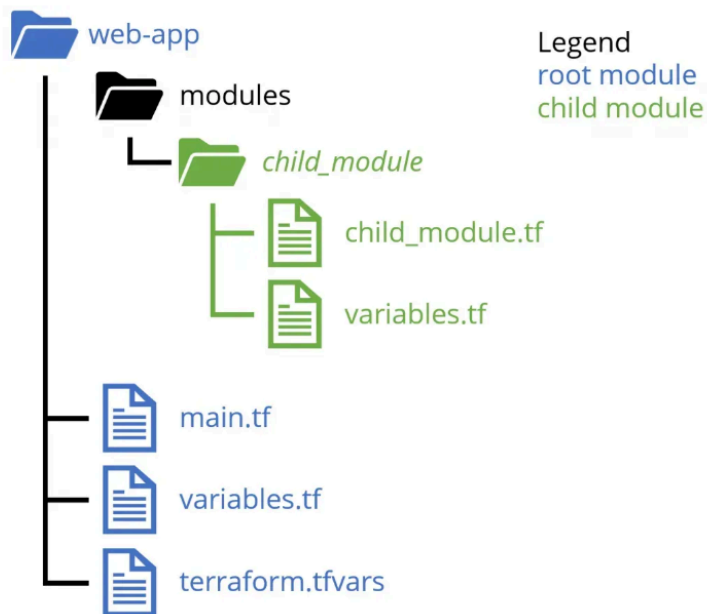 web-app
Legend
root module
child module
modules
child_module
child_module.tf
variables.tf
main.tf
variables.tf
terraform.tfvars